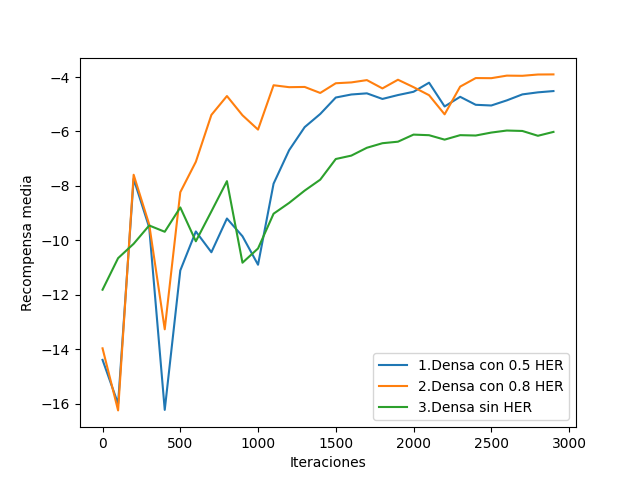 −4
−6
−8
−10
−12
−14
−16
Recompensa media
0
500
1000
1500
2000
2500
3000
Iteraciones
1.Densa con 0.5 HER
2.Densa con 0.8 HER
3.Densa sin HER